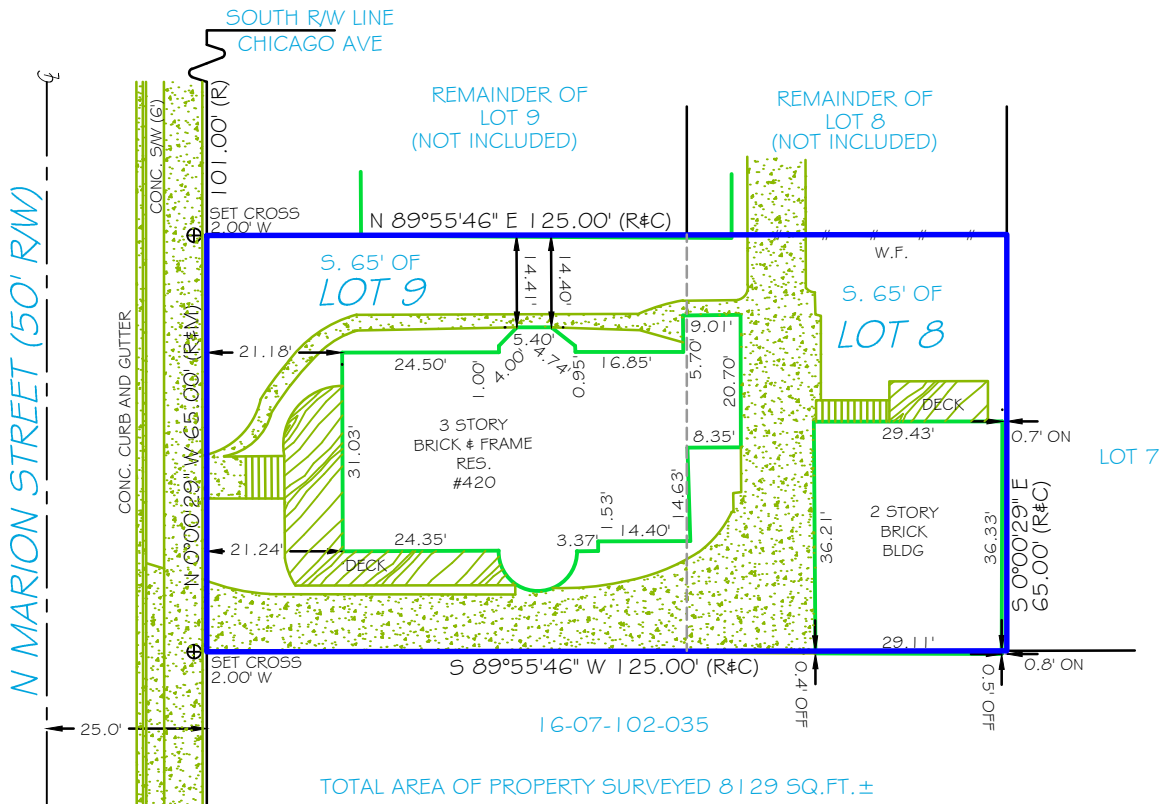 SOUTH R/W LINE
CHICAGO AVE
℄
101.00' (R)
CONC. S/W (6')
REMAINDER OF
LOT 9
(NOT INCLUDED)
REMAINDER OF
LOT 8
(NOT INCLUDED)
SET CROSS
2.00' W
N 89°55'46" E 125.00' (R&C)
W.F.
S. 65' OF
LOT 9
14.41'
14.40'
S. 65' OF
LOT 8
N MARION STREET (50' R/W)
CONC. CURB AND GUTTER
N 0°00'29" W 65.00' (R&M)
21.18'
24.50'
1.00'
4.00'
5.40'
4.74'
0.95'
16.85'
9.01'
5.70'
20.70'
8.35'
31.03'
3 STORY
BRICK & FRAME
RES.
#420
14.63'
1.53'
14.40'
3.37'
21.24'
24.35'
DECK
DECK
29.43'
0.7' ON
LOT 7
36.21'
2 STORY
BRICK
BLDG
36.33'
S 0°00'29" E
65.00' (R&C)
29.11'
0.8' ON
SET CROSS
2.00' W
S 89°55'46" W 125.00' (R&C)
0.4' OFF
0.5' OFF
25.0'
16-07-102-035
TOTAL AREA OF PROPERTY SURVEYED 8129 SQ.FT.±